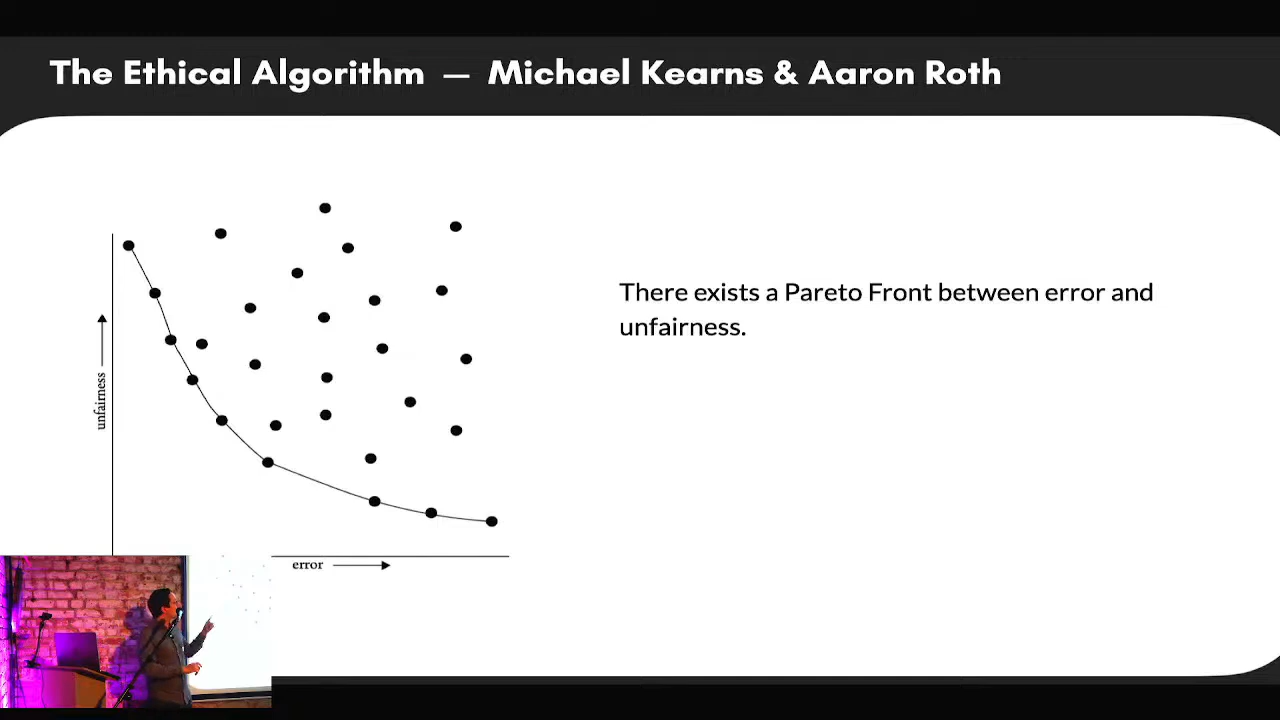 The Ethical Algorithm — Michael Kearns & Aaron Roth
There exists a Pareto Front between error and
unfairness.
unfairness
error